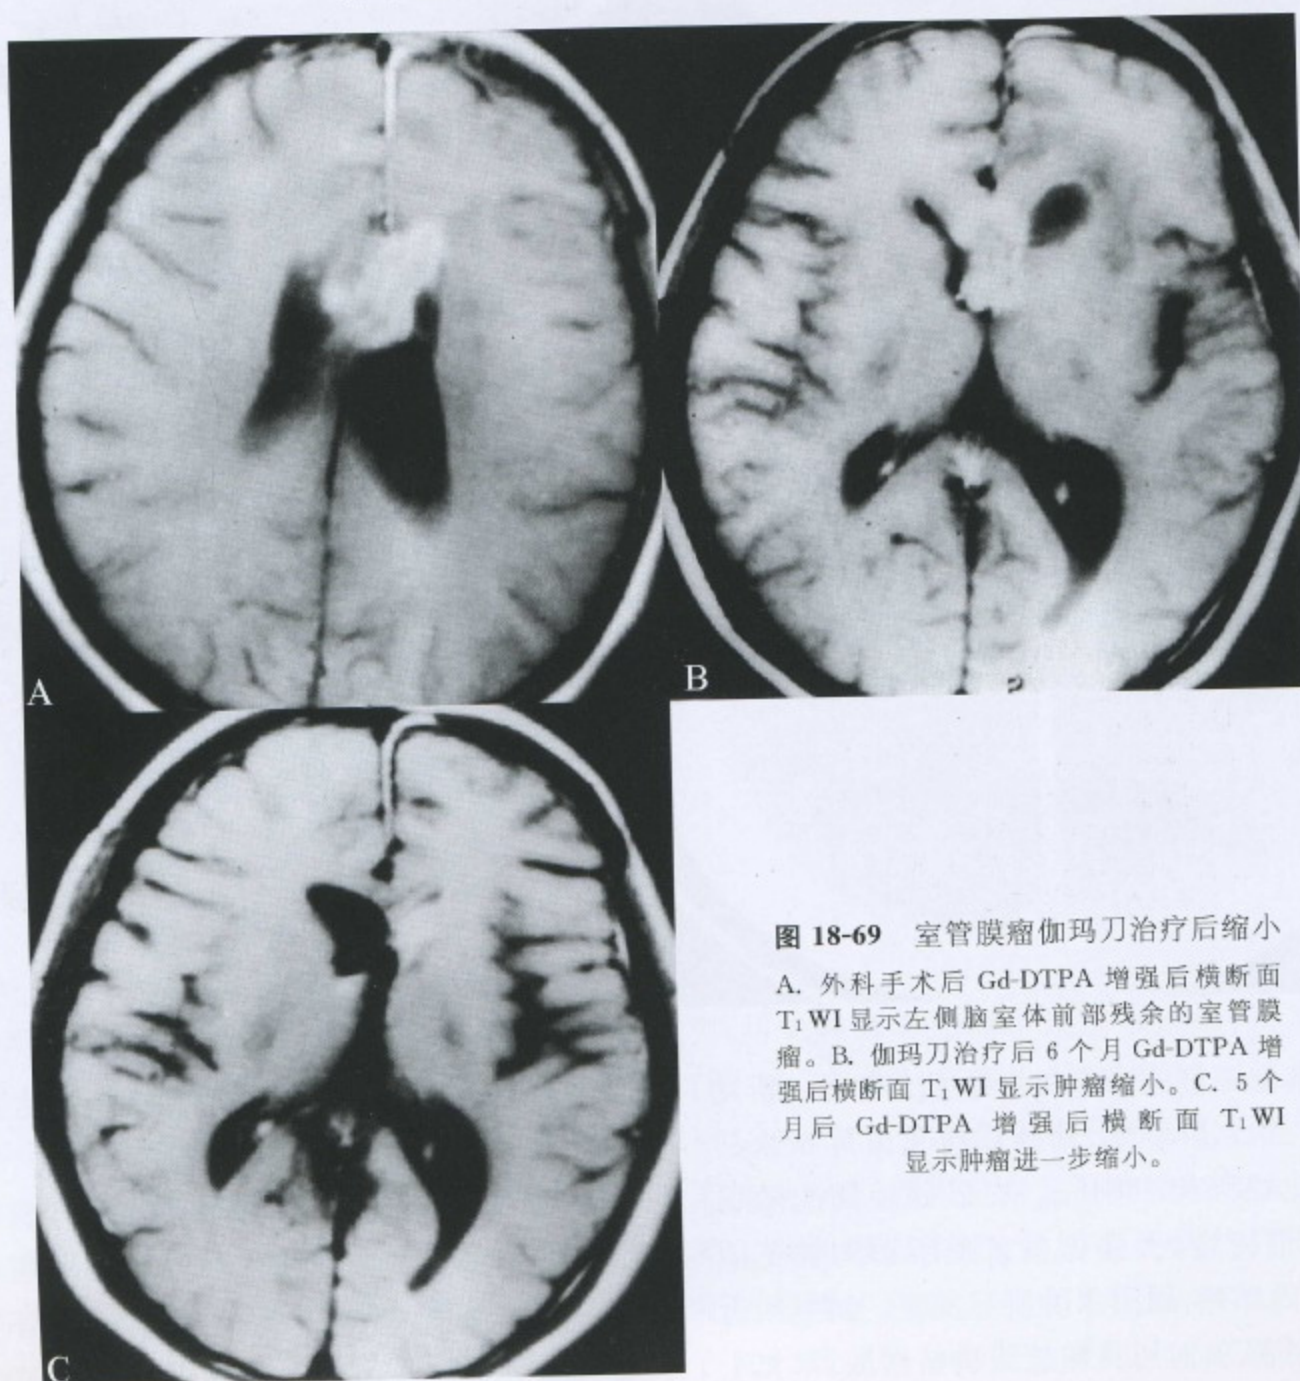 A
B
C
图 18-69 室管膜瘤伽玛刀治疗后缩小
A. 外科手术后 Gd-DTPA 增强后横断面
T₁WI 显示左侧脑室体前部残余的室管膜
瘤。B. 伽玛刀治疗后 6 个月 Gd-DTPA 增
强后横断面 T₁WI 显示肿瘤缩小。C. 5 个
月后 Gd-DTPA 增强后横断面 T₁WI
显示肿瘤进一步缩小。